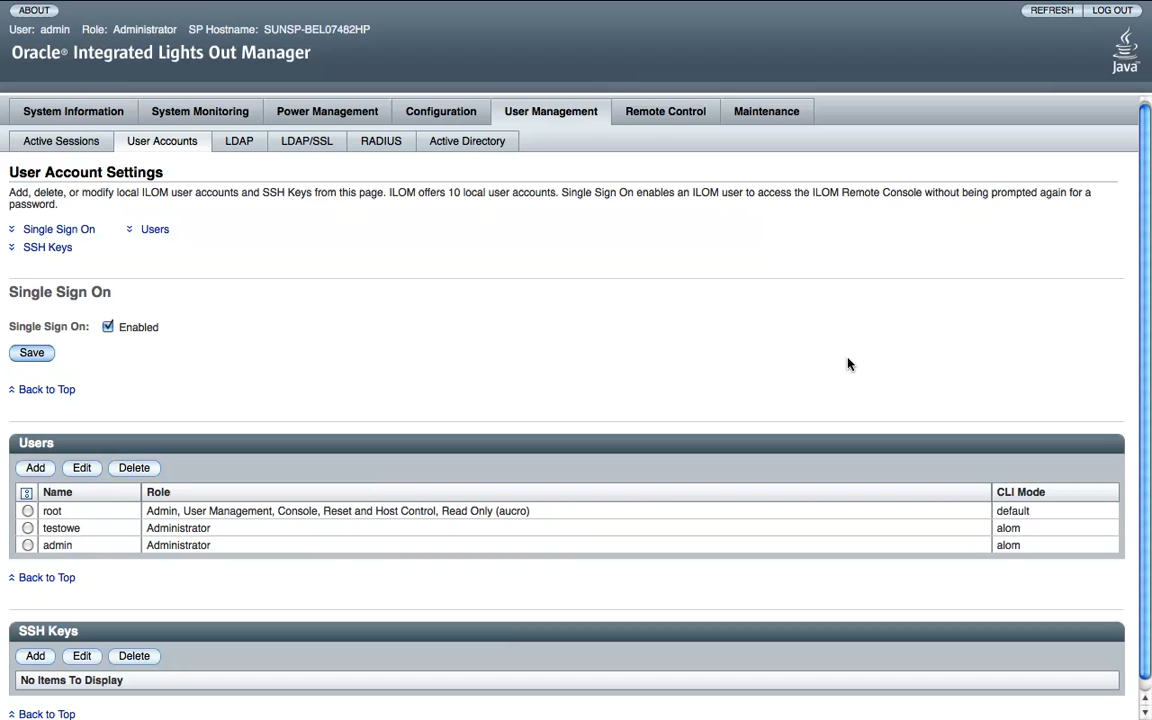 ABOUT
REFRESH LOG OUT
User: admin Role: Administrator SP Hostname: SUNSP-BEL07482HP
Oracle® Integrated Lights Out Manager
Java™
System Information System Monitoring Power Management Configuration User Management Remote Control Maintenance
Active Sessions User Accounts LDAP LDAP/SSL RADIUS Active Directory
User Account Settings
Add, delete, or modify local ILOM user accounts and SSH Keys from this page. ILOM offers 10 local user accounts. Single Sign On enables an ILOM user to access the ILOM Remote Console without being prompted again for a
password.
Single Sign On Users
SSH Keys
Single Sign On
Single Sign On: Enabled
Save
Back to Top
Users
Add Edit Delete
Name Role CLI Mode
root Admin, User Management, Console, Reset and Host Control, Read Only (aucro) default
testowe Administrator alom
admin Administrator alom
Back to Top
SSH Keys
Add Edit Delete
No Items To Display
Back to Top